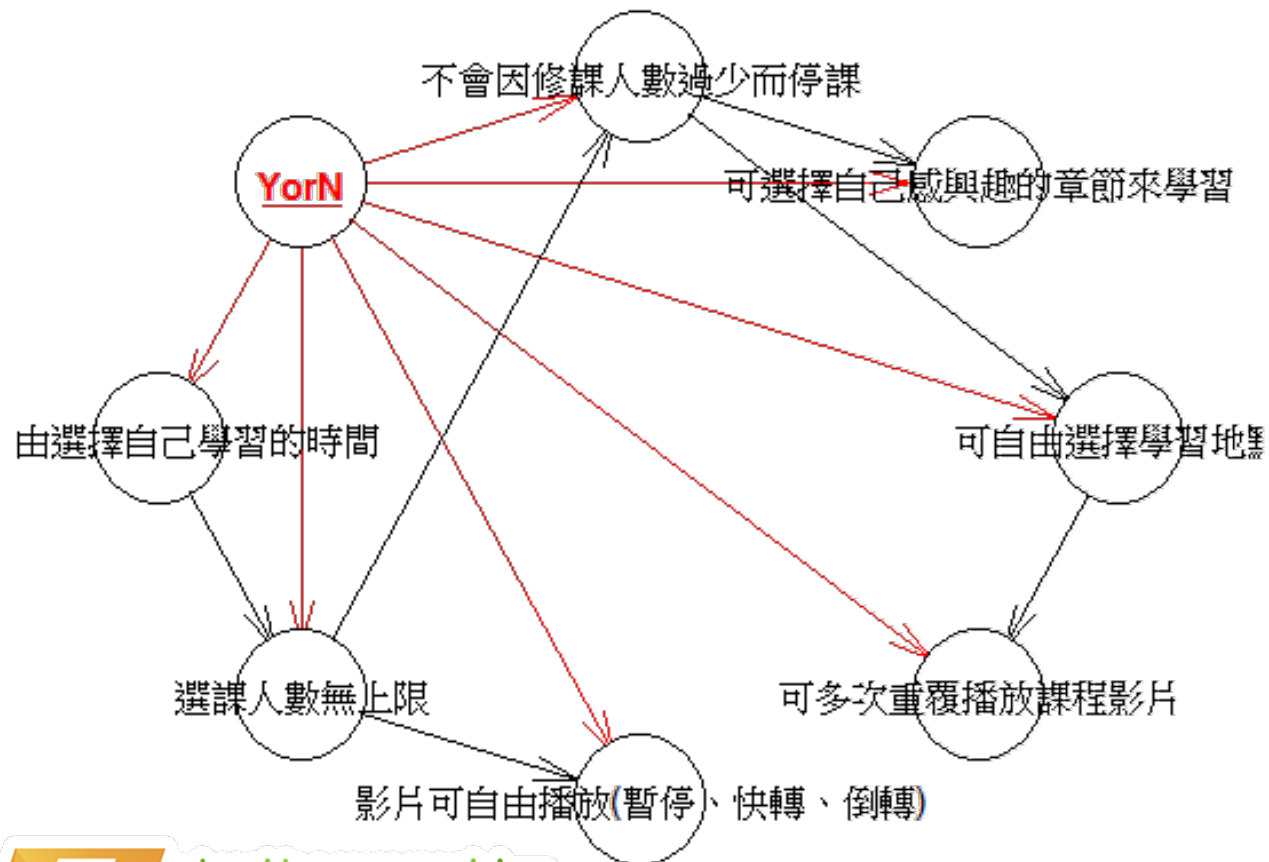 不會因修課人數過少而停課
YorN
可選擇自己感興趣的章節來學習
由選擇自己學習的時間
可自由選擇學習地
選課人數無上限
可多次重覆播放課程影片
影片可自由播放(暫停、快轉、倒轉)